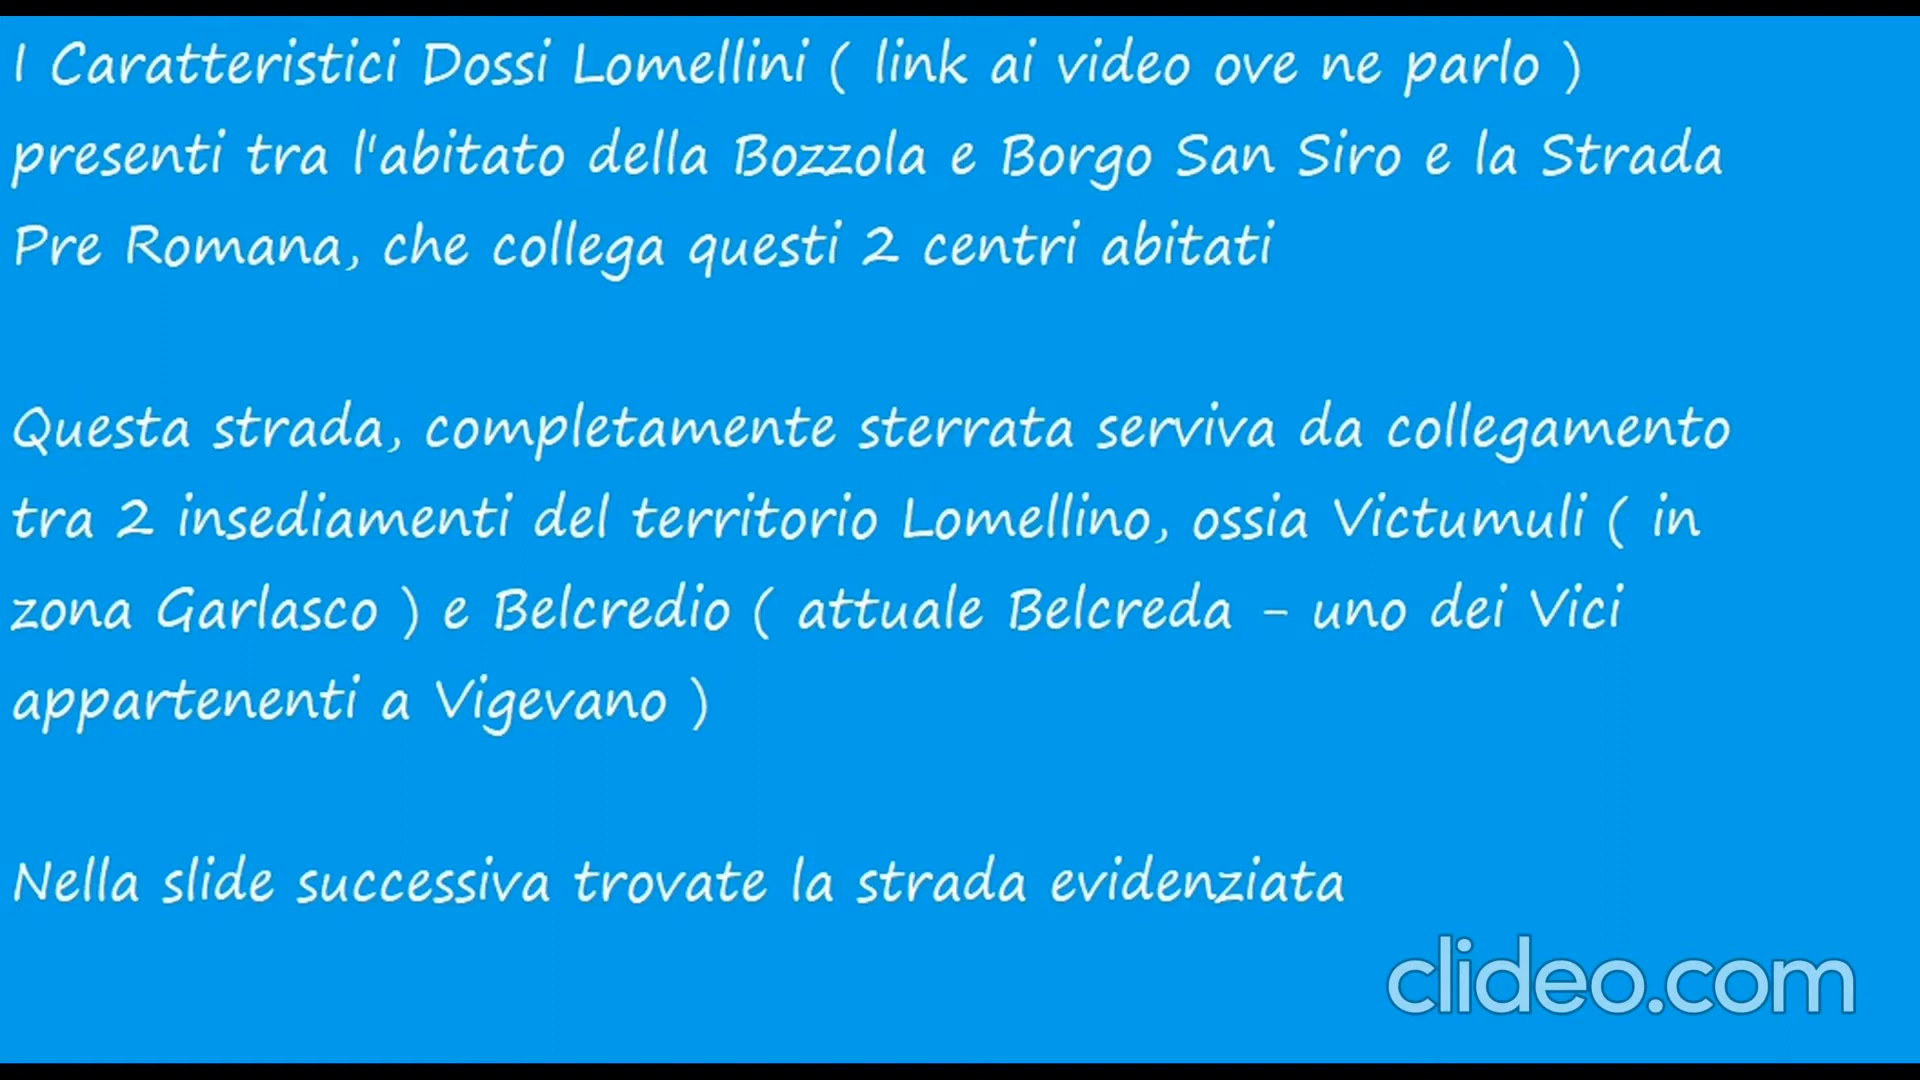 I Caratteristici Dossi Lomellini ( link ai video ove ne parlo )
presenti tra l'abitato della Bozzola e Borgo San Siro e la Strada
Pre Romana, che collega questi 2 centri abitati
Questa strada, completamente sterrata serviva da collegamento
tra 2 insediamenti del territorio Lomellino, ossia Victumuli ( in
zona Garlasco ) e Belcredio ( attuale Belcreda - uno dei Vici
appartenenti a Vigevano )
Nella slide successiva trovate la strada evidenziata
clideo.com